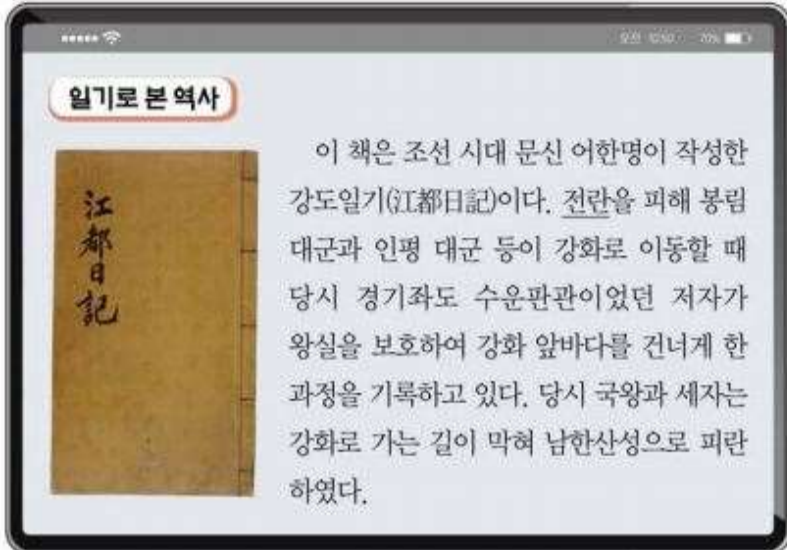 오전 10:50 70%
일기로 본 역사
江都日記
이 책은 조선 시대 문신 어한명이 작성한
강도일기(江都日記)이다. 전란을 피해 봉림
대군과 인평 대군 등이 강화로 이동할 때
당시 경기좌도 수운판관이었던 저자가
왕실을 보호하여 강화 앞바다를 건너게 한
과정을 기록하고 있다. 당시 국왕과 세자는
강화로 가는 길이 막혀 남한산성으로 피란
하였다.